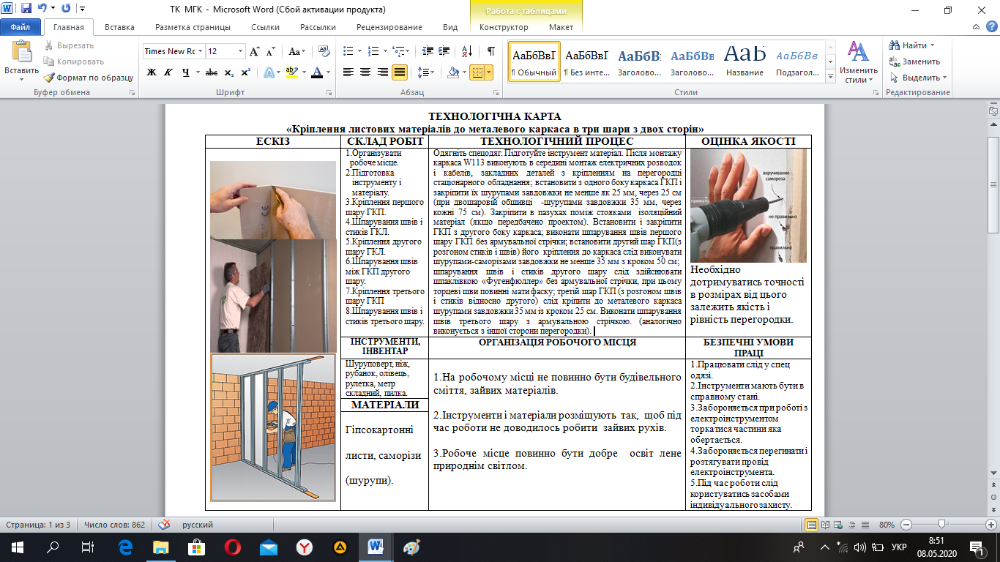 ТК МГК - Microsoft Word (Сбой активации продукта)
Работа с таблицами
Файл Главная Вставка Разметка страницы Ссылки Рассылки Рецензирование Вид Конструктор Макет
Вставить
Вырезать
Копировать
Формат по образцу
Буфер обмена
Times New Rc 12
Ж К Ч abc x₂ x²
Шрифт
Абзац
АаБбВвГ АаБбВвГ АаБбВ АаБбВв АаБ АаБбВв
¶ Обычный ¶ Без инте... Заголово... Заголово... Название Подзагол...
Стили
Изменить стили
Найти
Заменить
Выделить
Редактирование
ТЕХНОЛОГІЧНА КАРТА
«Кріплення листових матеріалів до металевого каркаса в три шари з двох сторін»
ЕСКІЗ
СКЛАД РОБІТ
ТЕХНОЛОГІЧНИЙ ПРОЦЕС
ОЦІНКА ЯКОСТІ
1.Організувати
робоче місце.
2.Підготовка
інструменту і
матеріалу.
3.Кріплення першого
шару ГКП.
4.Шпарування швів і
стиків ГКЛ.
5.Кріплення другого
шару ГКЛ.
6.Шпарування швів
між ГКП другого
шару.
7.Кріплення третього
шару ГКП
8.Шпарування швів і
стиків третього шару.
Одягніть спецодяг. Підготуйте інструмент матеріал. Після монтажу
каркаса W113 виконують в середині монтаж електричних розводок
і кабелів, закладних деталей з кріпленням на перегородці
стаціонарного обладнання; встановити з одного боку каркаса ГКП і
закріпити їх шурупами завдовжки не менше як 25 мм, через 25 см
(при двошаровій обшивці -шурупами завдовжки 35 мм, через
кожні 75 см). Закріпити в пазухах поміж стояками ізоляційний
матеріал (якщо передбачено проектом). Встановити і закріпити
ГКП з другого боку каркаса; виконати шпарування швів першого
шару ГКП без армувальної стрічки; встановити другий шар ГКП(з
розгоном стиків і швів) його кріплення до каркаса слід виконувати
шурупами-саморізами завдовжки не менше 35 мм з кроком 50 см;
шпарування швів і стиків другого шару слід здійснювати
шпаклівкою «Фугенфюллер» без армувальної стрічки, при цьому
торцеві шви повинні мати фаску; третій шар ГКП (з розгоном швів
і стиків відносно другого) слід кріпити до металевого каркаса
шурупами завдовжки 35 мм із кроком 25 см. Виконати шпарування
швів третього шару з армувальною стрічкою. (аналогічно
виконується з іншої сторони перегородки).
вкручивание
самореза
прижать
не правильно
правильно
Необхідно
дотримуватись точності
в розмірах від цього
залежить якість і
рівність перегородки.
ІНСТРУМЕНТИ,
ІНВЕНТАР
ОРГАНІЗАЦІЯ РОБОЧОГО МІСЦЯ
БЕЗПЕЧНІ УМОВИ
ПРАЦІ
Шуруповерт, ніж,
рубанок, олівець,
рулетка, метр
складний, пилка.
МАТЕРІАЛИ
Гіпсокартонні
листи, саморізи
(шурупи).
1.На робочому місці не повинно бути будівельного
сміття, зайвих матеріалів.
2.Інструменти і матеріали розміщують так, щоб під
час роботи не доводилось робити зайвих рухів.
3.Робоче місце повинно бути добре освіт лене
природнім світлом.
1.Працювати слід у спец
одязі.
2.Інструменти мають бути в
справному стані.
3.Забороняється при роботі з
електроінструментом
торкатися частини яка
обертається.
4.Забороняється перегинати і
розтягувати провід
електроінструмента.
5.Під час роботи слід
користуватись засобами
індивідуального захисту.
Страница: 1 из 3 Число слов: 862 русский 80%
УКР 8:51
08.05.2020